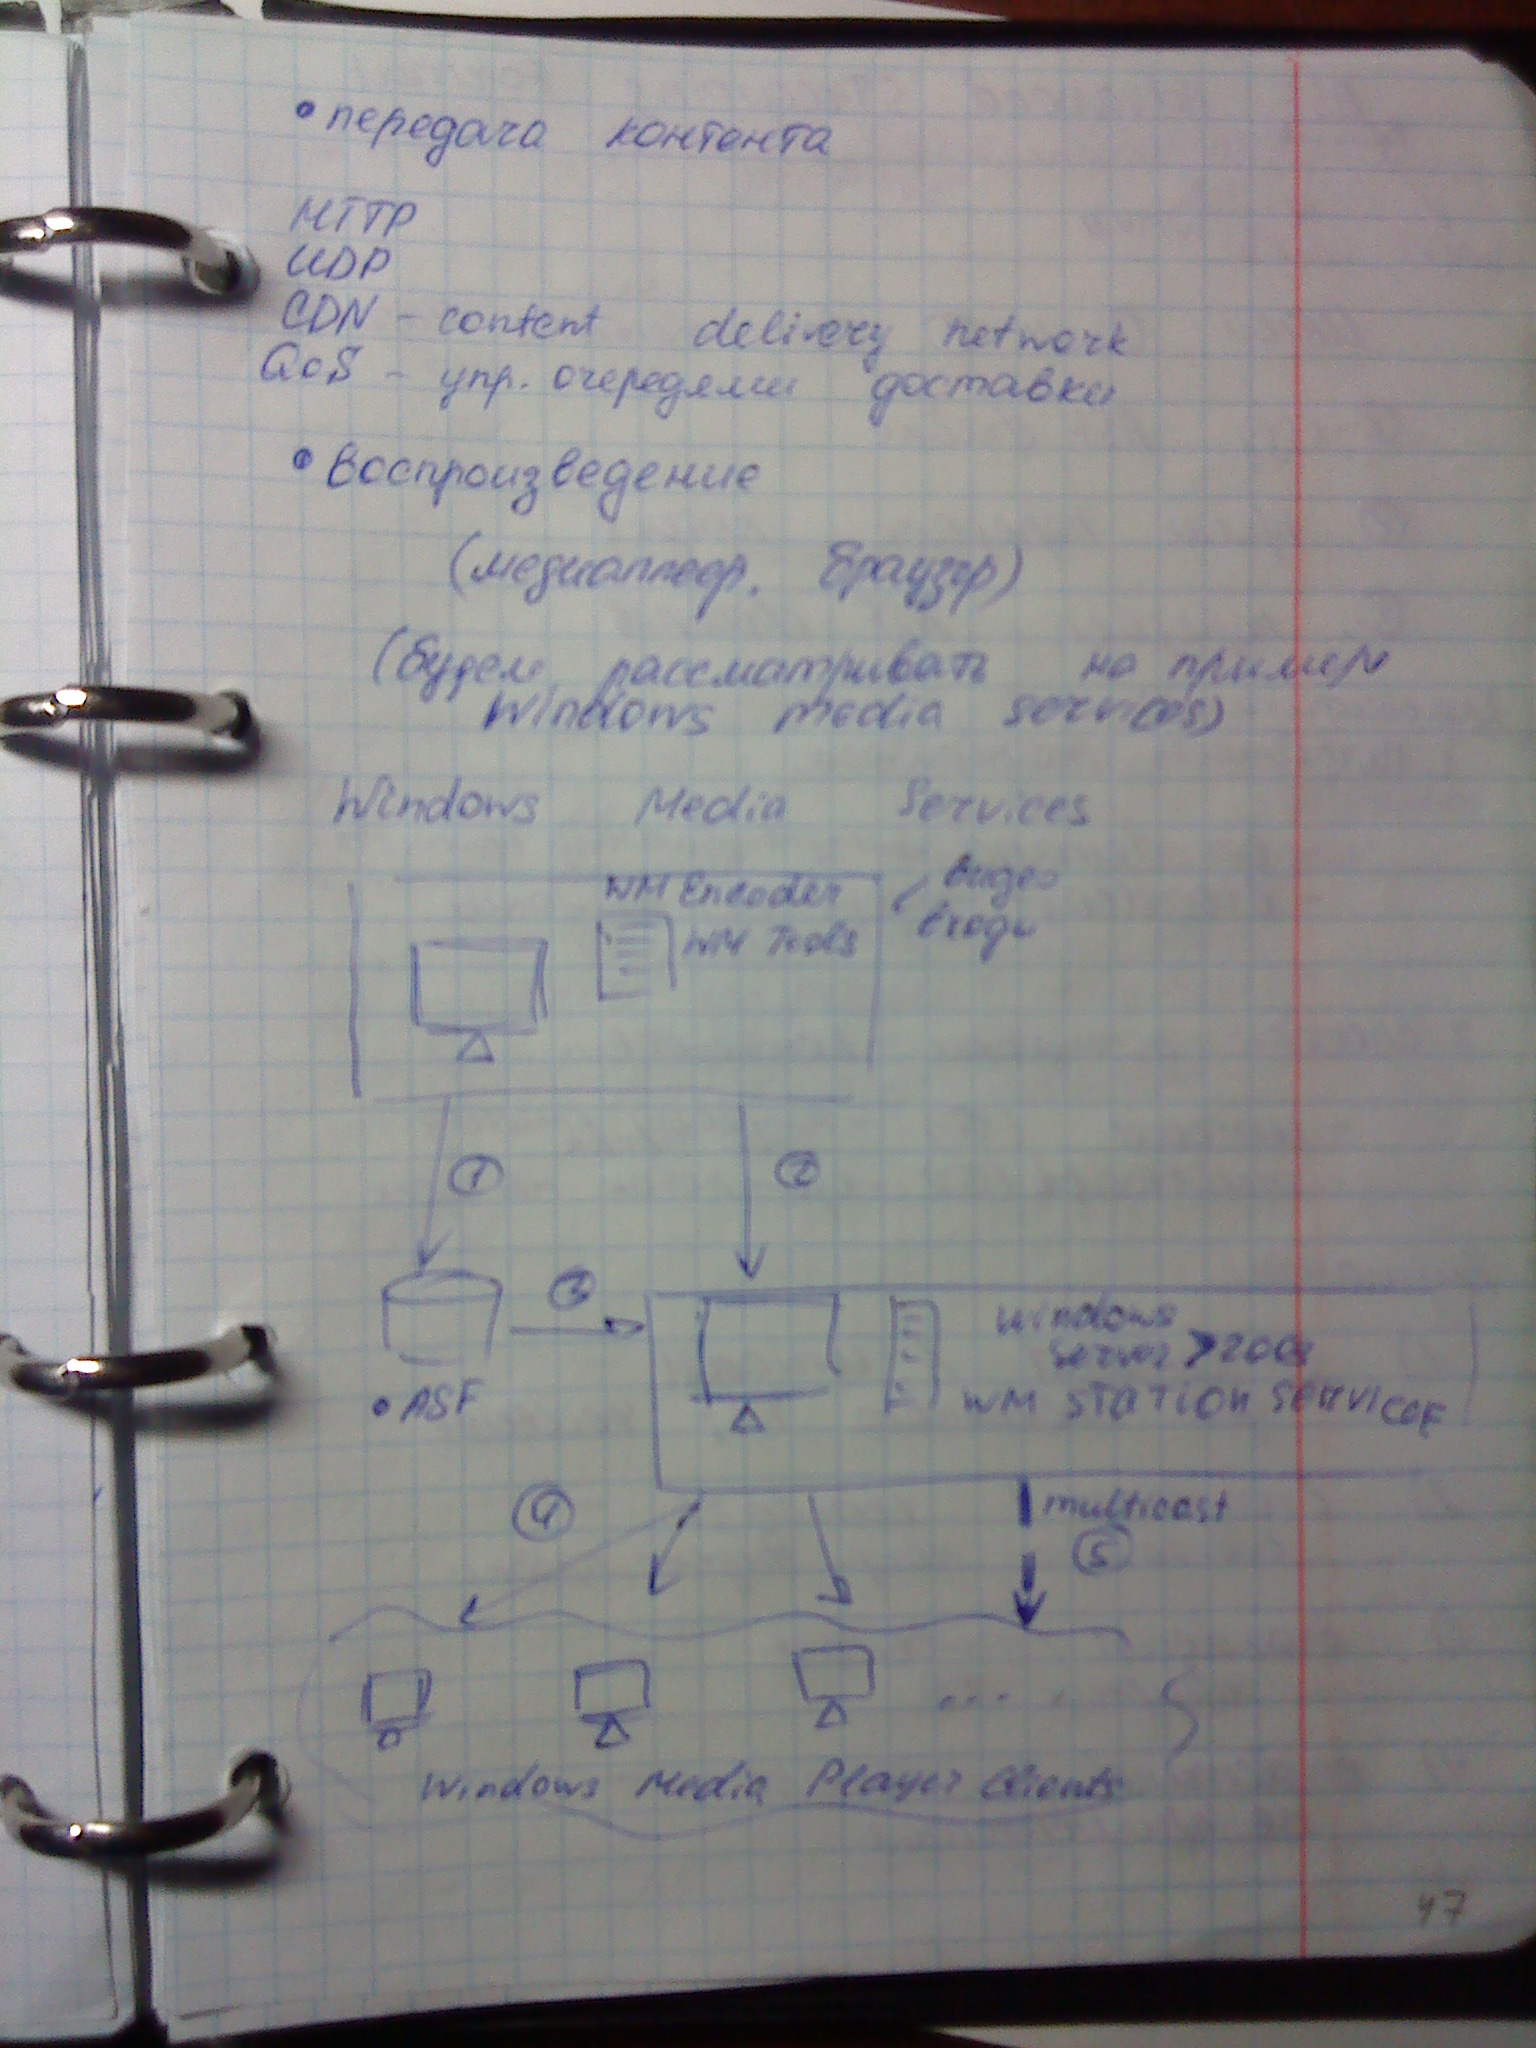 • передача контента
HTTP
UDP
CDN - content delivery network
QoS - упр. очередями доставки
• Воспроизведение
(медиаплеер, браузер)
(будем рассматривать на примере
Windows media services)
Windows Media Services
WM Encoder
WM Tools
видео
1
2
3
• ASF
Windows
Server >2003
WM STATION SERVICE
4
multicast
5
....
Windows Media Player Clients
47